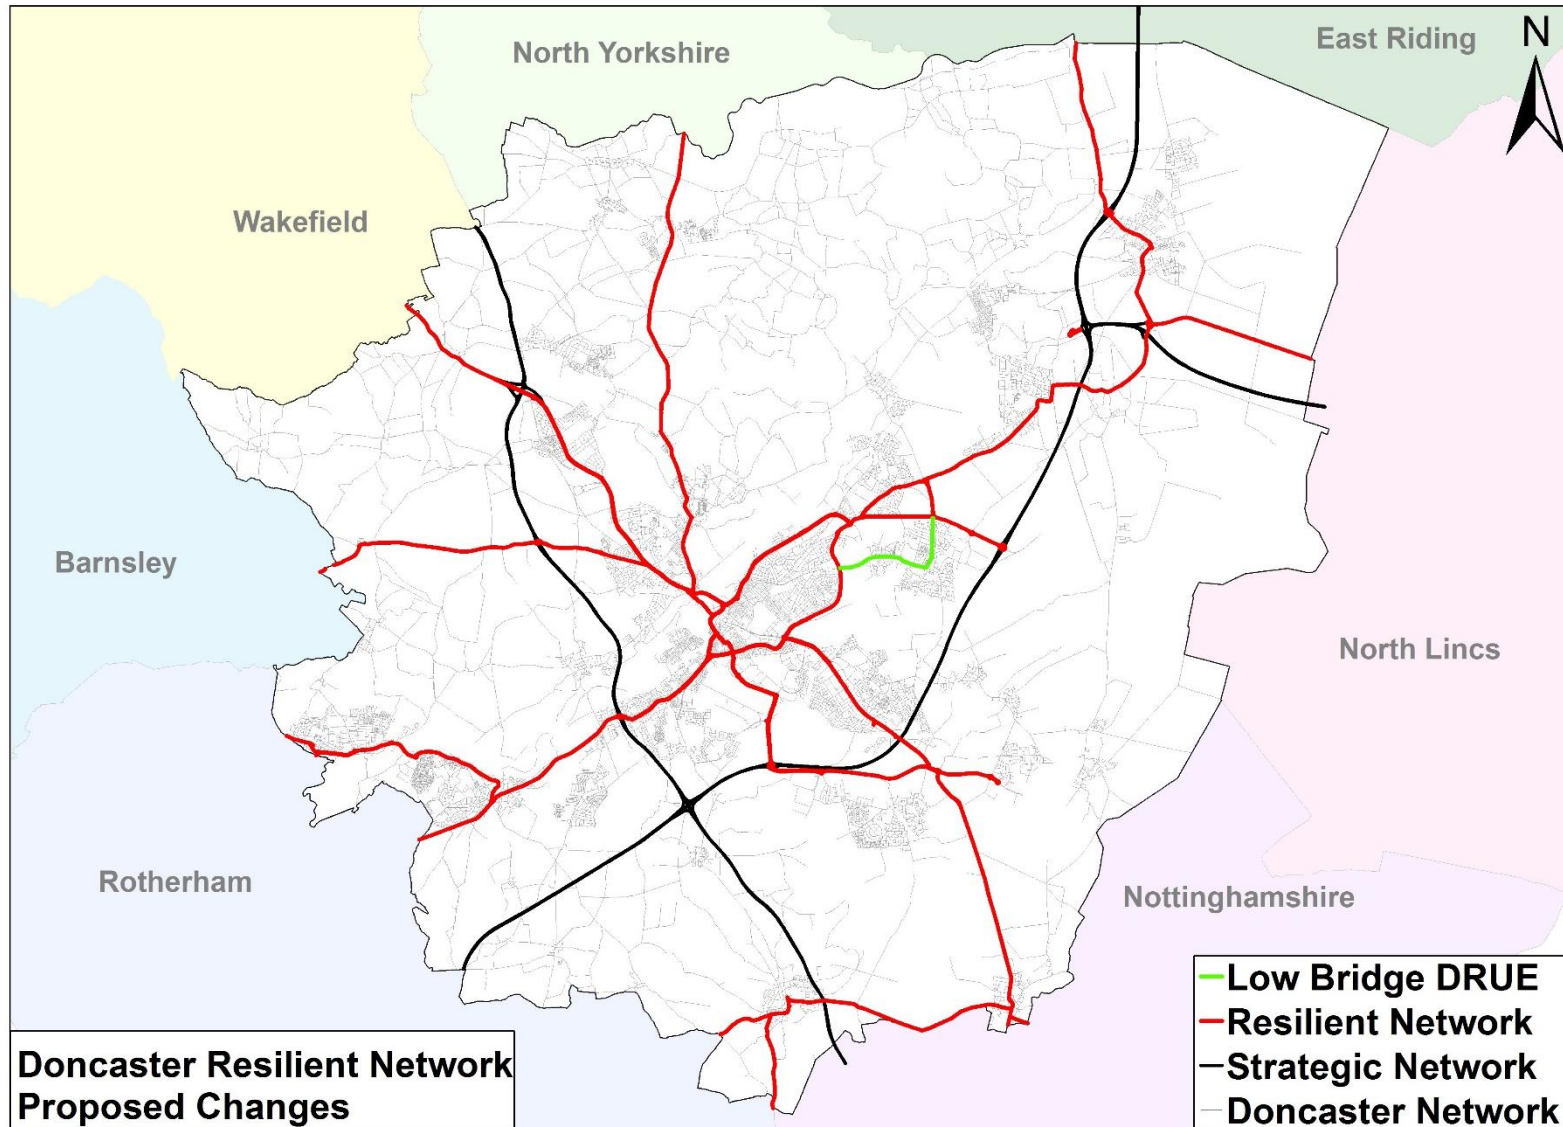 North Yorkshire
East Riding
N
Wakefield
Barnsley
North Lincs
Rotherham
Nottinghamshire
Low Bridge DRUE
Resilient Network
Strategic Network
Doncaster Network
Doncaster Resilient Network
Proposed Changes